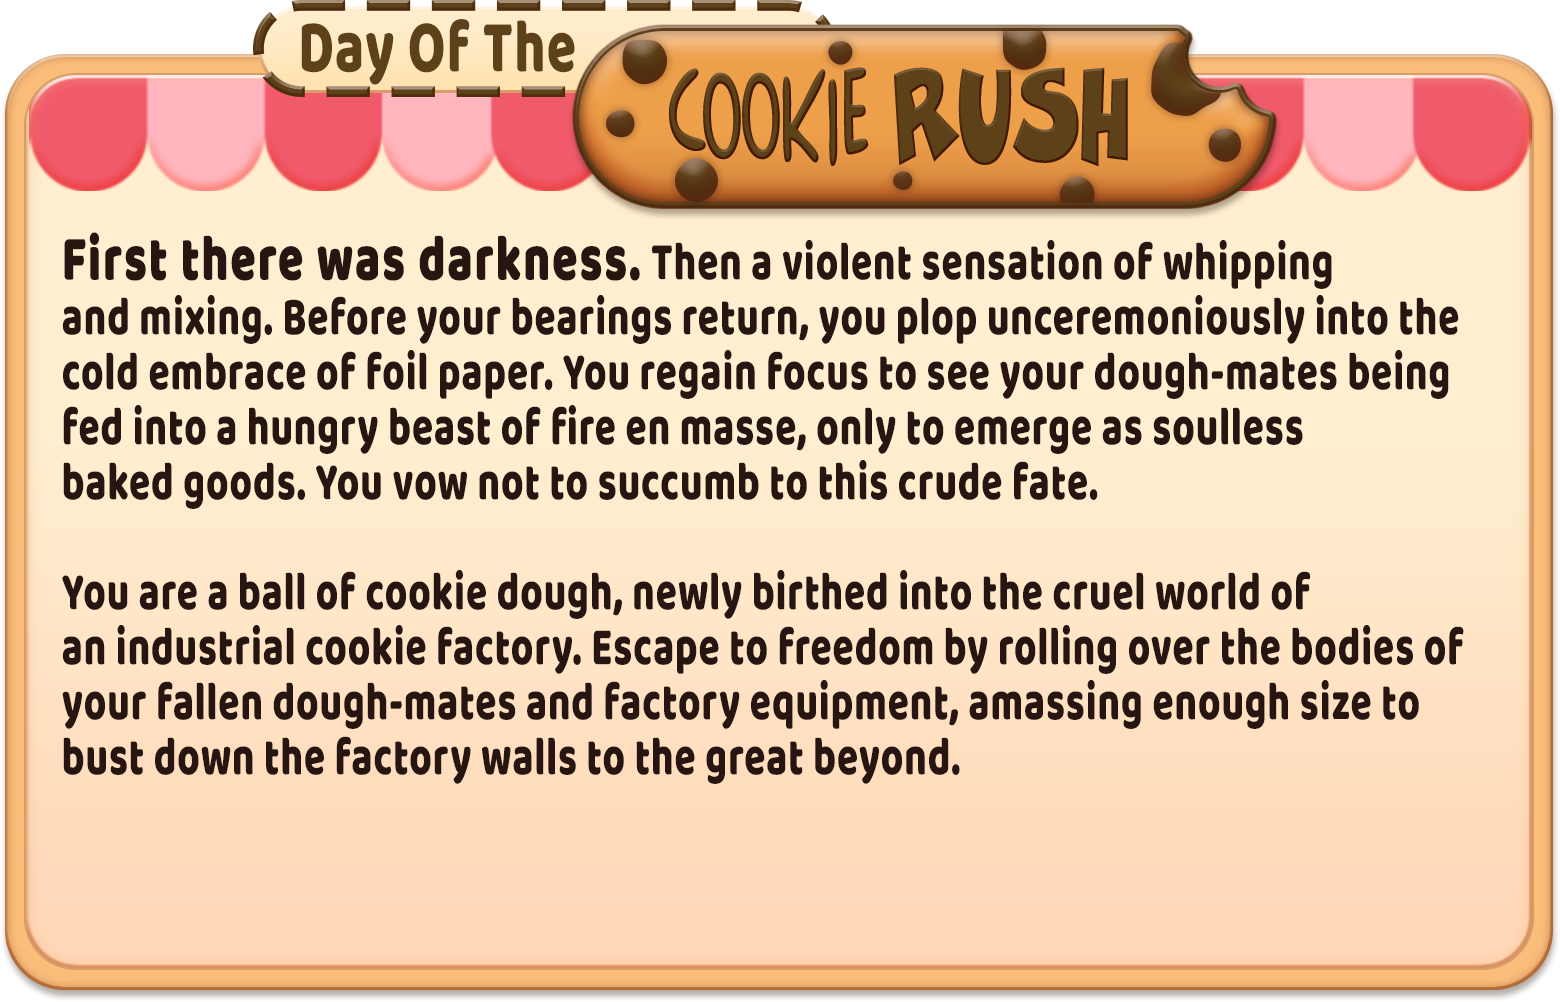 Day Of The
COOKIE RUSH
First there was darkness. Then a violent sensation of whipping
and mixing. Before your bearings return, you plop unceremoniously into the
cold embrace of foil paper. You regain focus to see your dough-mates being
fed into a hungry beast of fire en masse, only to emerge as soulless
baked goods. You vow not to succumb to this crude fate.
You are a ball of cookie dough, newly birthed into the cruel world of
an industrial cookie factory. Escape to freedom by rolling over the bodies of
your fallen dough-mates and factory equipment, amassing enough size to
bust down the factory walls to the great beyond.